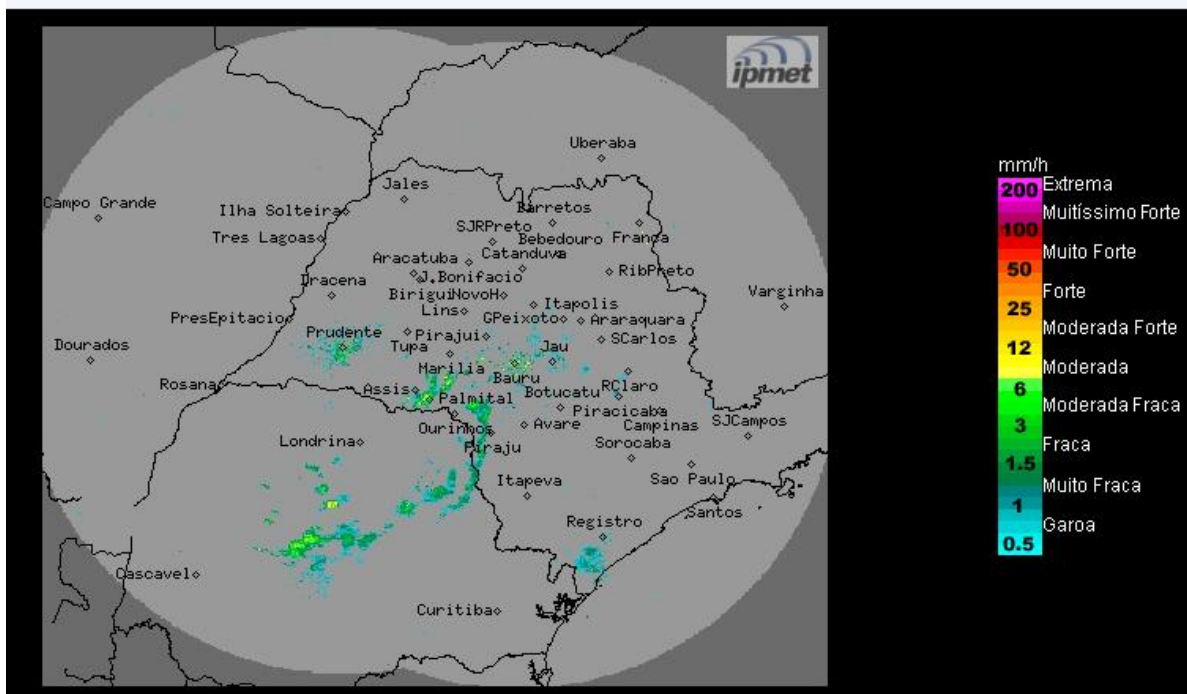 ipmet
Uberaba
Jales
Campo Grande
Ilha Solteira
Barretos
SJRPreto
Tres Lagoas
Bebedouro
Franca
Catanduva
Aracatuba
J.Bonifacio
RibPreto
Dracena
Birigui
NovoH
Itapolis
Varginha
Lins
PresEpitacio
GPeixoto
Araraquara
Prudente
Pirajui
SCarlos
Dourados
Tupa
Jau
Marilia
Bauru
Rosana
Assis
Botucatu
RClaro
Palmital
Piracicaba
Ourinhos
Avare
Campinas
SJCampos
Londrina
Piraju
Sorocaba
Itapeva
Sao Paulo
Santos
Registro
Cascavel
Curitiba
mm/h
200 Extrema
Muitíssimo Forte
100
Muito Forte
50
Forte
25
Moderada Forte
12
Moderada
6
Moderada Fraca
3
Fraca
1.5
Muito Fraca
1
Garoa
0.5